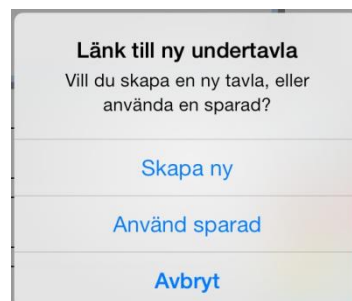 Länk till ny undertavla
Vill du skapa en ny tavla, eller
använda en sparad?
Skapa ny
Använd sparad
Avbryt